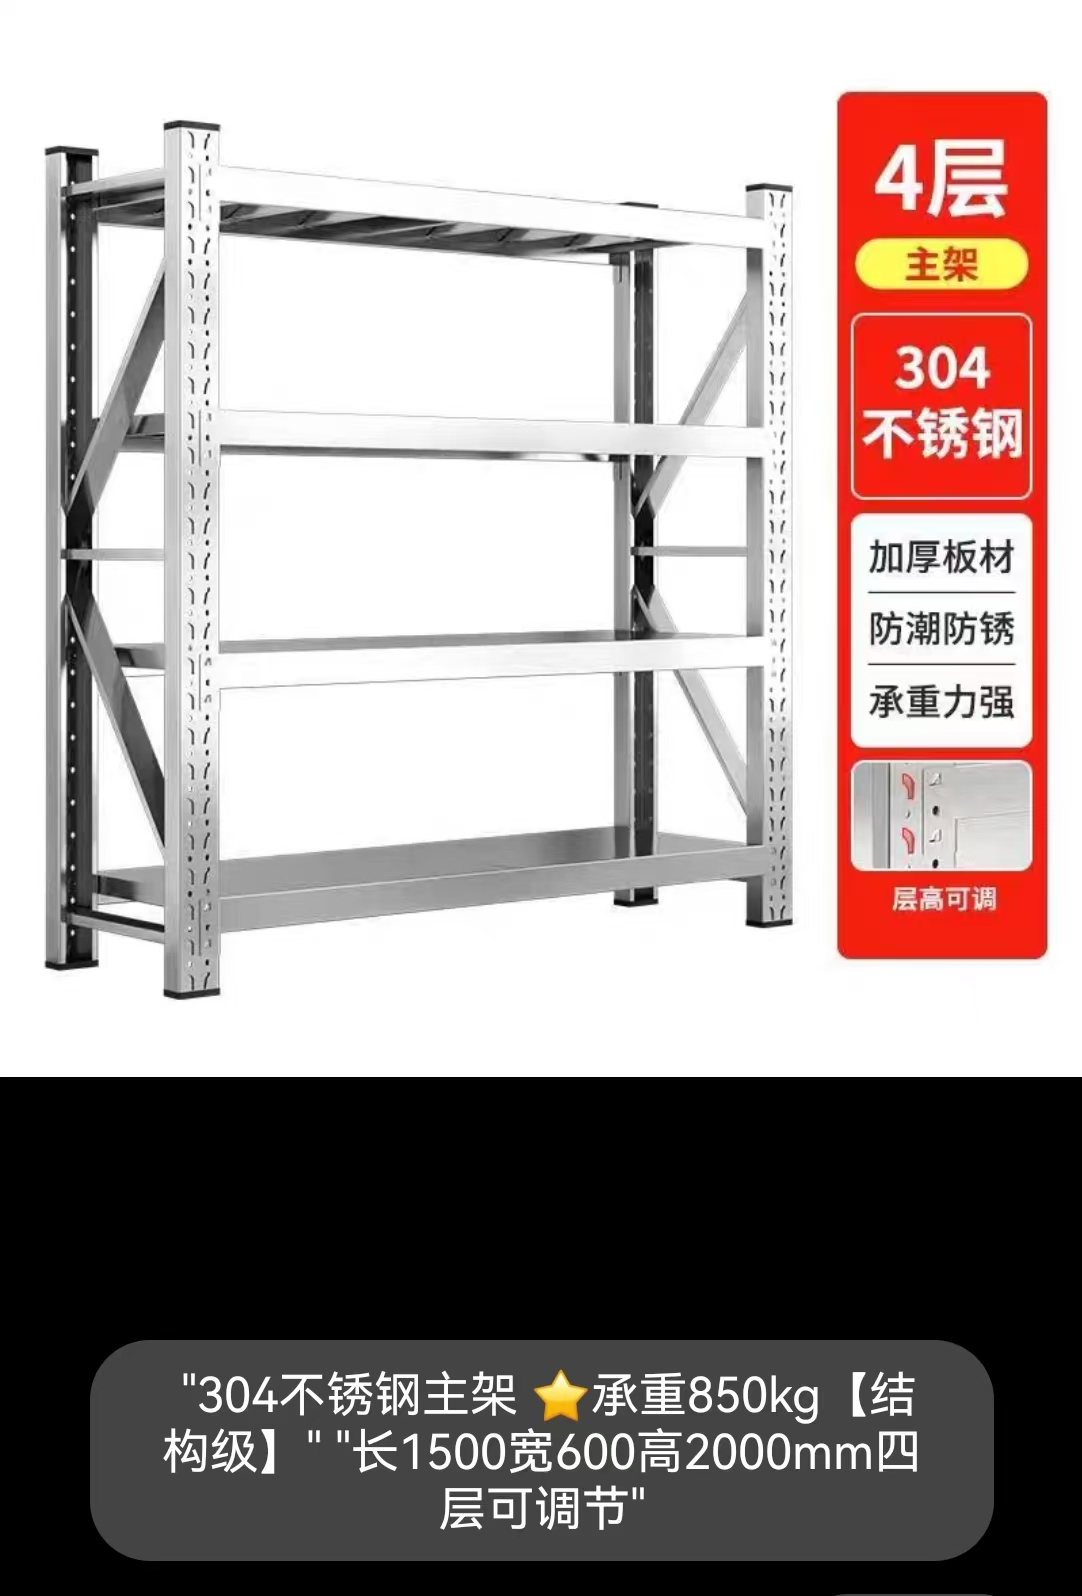 4层
主架
304
不锈钢
加厚板材
防潮防锈
承重力强
层高可调
"304不锈钢主架 ⭐承重850kg【结
构级】" "长1500宽600高2000mm四
层可调节"